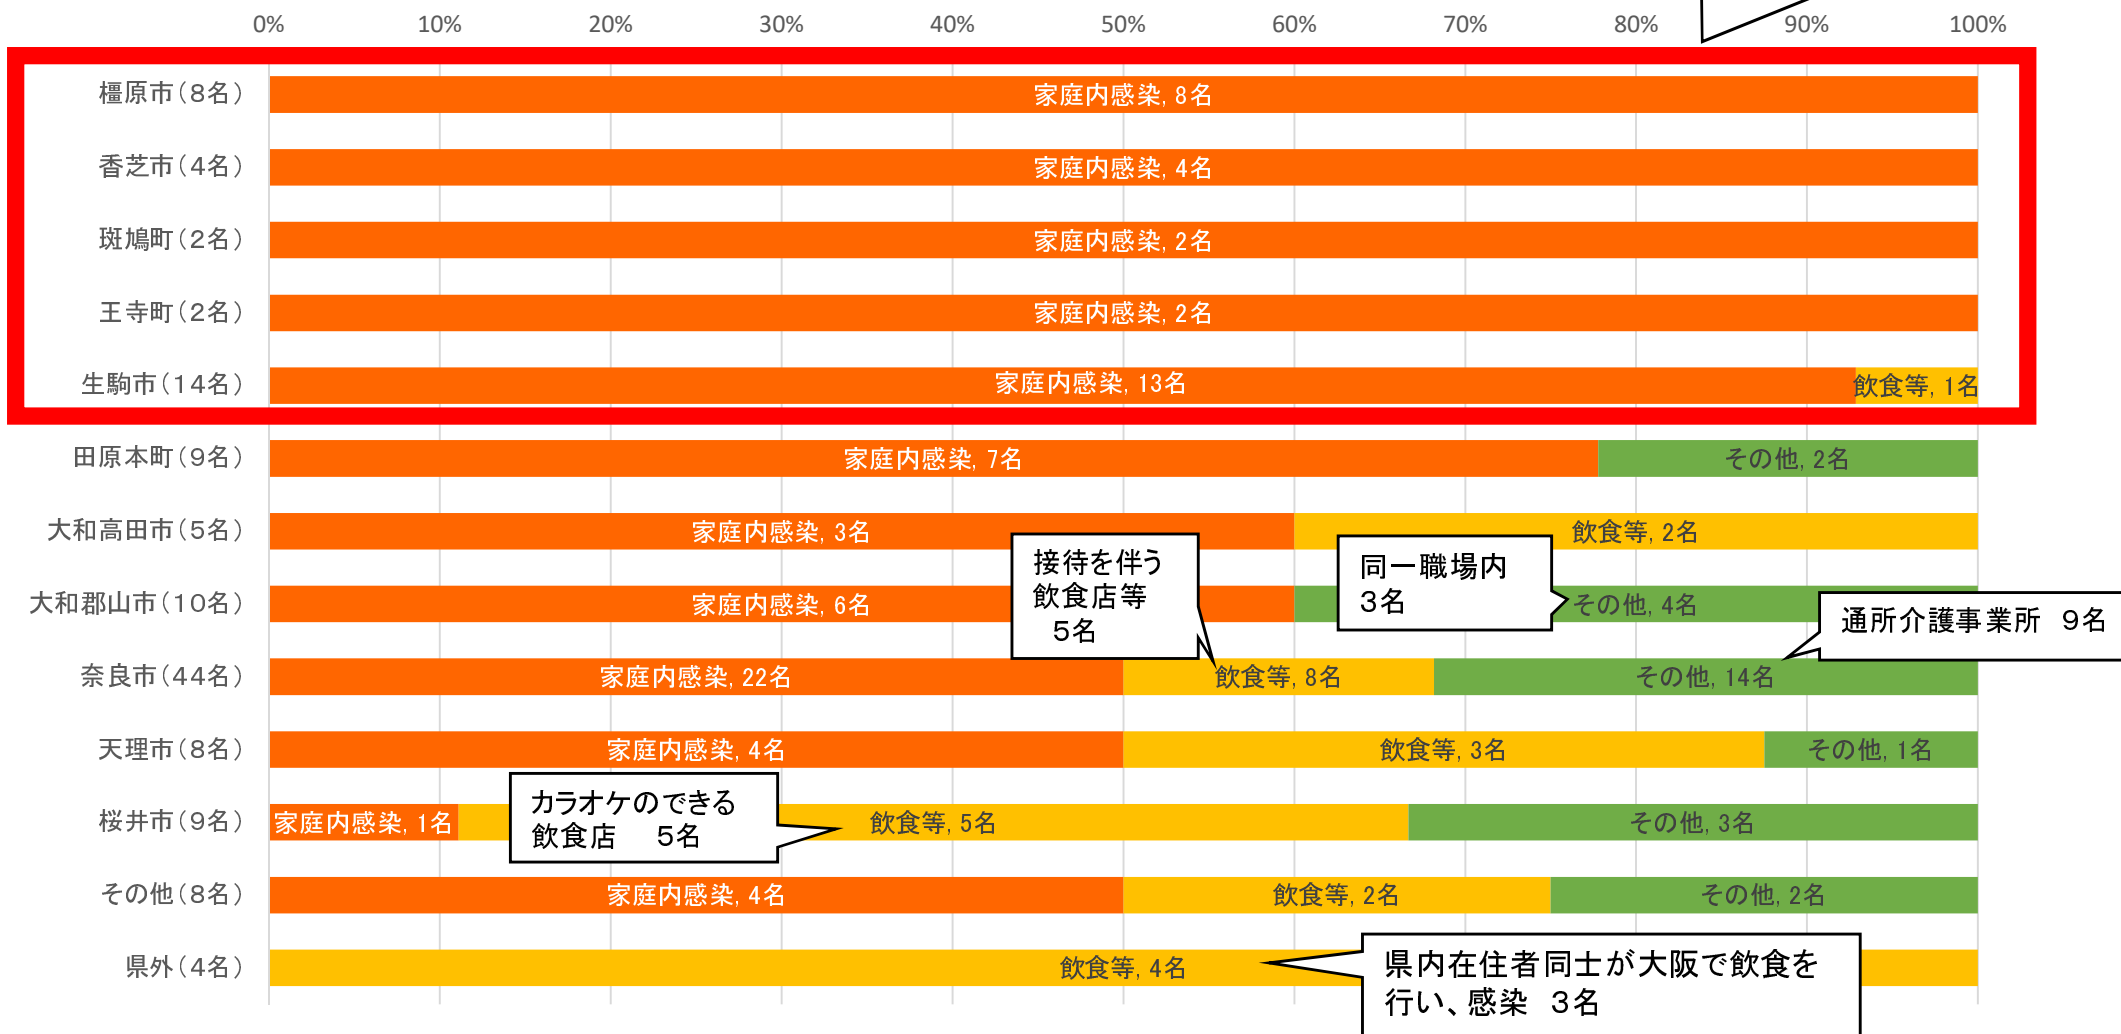 0% 10% 20% 30% 40% 50% 60% 70% 80% 90% 100%
橿原市（８名） 家庭内感染, 8名
香芝市（４名） 家庭内感染, 4名
斑鳩町（２名） 家庭内感染, 2名
王寺町（２名） 家庭内感染, 2名
生駒市（１４名） 家庭内感染, 13名 飲食等, 1名
田原本町（９名） 家庭内感染, 7名 その他, 2名
大和高田市（５名） 家庭内感染, 3名 飲食等, 2名
接待を伴う
飲食店等
５名
同一職場内
３名
大和郡山市（１０名） 家庭内感染, 6名 その他, 4名
通所介護事業所　９名
奈良市（４４名） 家庭内感染, 22名 飲食等, 8名 その他, 14名
天理市（８名） 家庭内感染, 4名 飲食等, 3名 その他, 1名
カラオケのできる
飲食店　５名
桜井市（９名） 家庭内感染, 1名 飲食等, 5名 その他, 3名
その他（８名） 家庭内感染, 4名 飲食等, 2名 その他, 2名
県外（４名） 飲食等, 4名
県内在住者同士が大阪で飲食を
行い、感染　３名